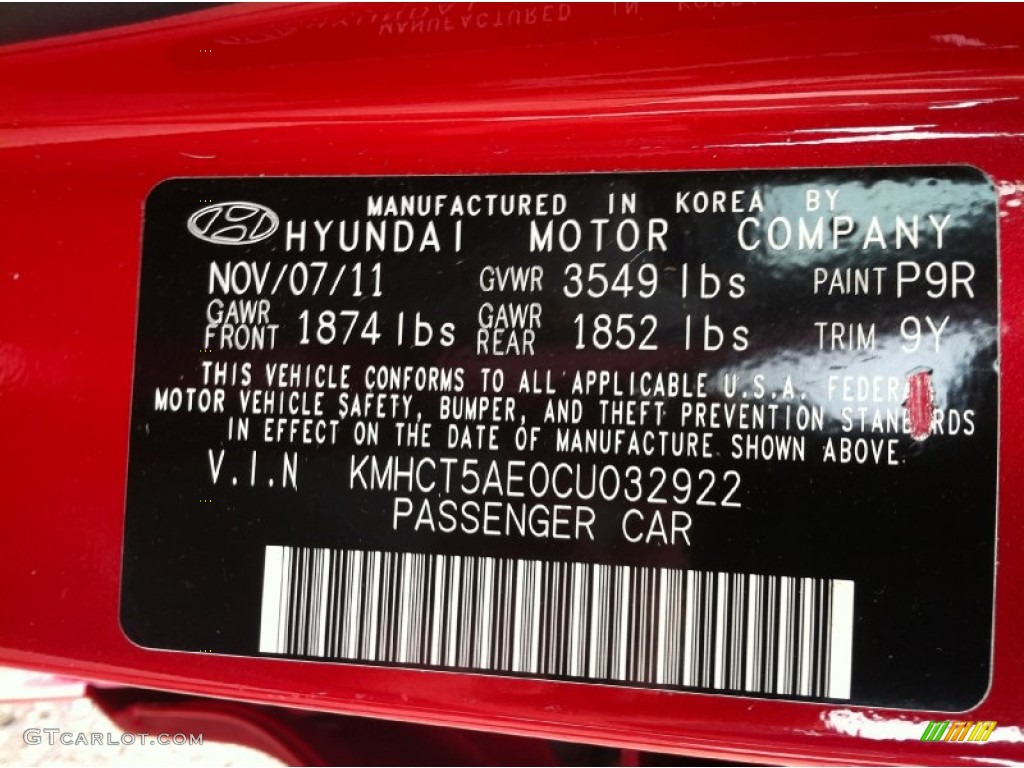 MANUFACTURED IN KOREA BY
HYUNDAI MOTOR COMPANY
NOV/07/11 GVWR 3549 lbs PAINT P9R
GAWR FRONT 1874 lbs GAWR REAR 1852 lbs TRIM 9Y
THIS VEHICLE CONFORMS TO ALL APPLICABLE U.S.A. FEDERAL
MOTOR VEHICLE SAFETY, BUMPER, AND THEFT PREVENTION STANDARDS
IN EFFECT ON THE DATE OF MANUFACTURE SHOWN ABOVE.
V.I.N KMHCT5AE0CU032922
PASSENGER CAR
GTCARLOT.COM